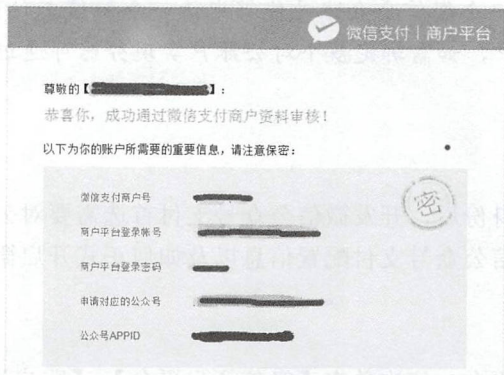 微信支付 | 商户平台
尊敬的【】：
恭喜你，成功通过微信支付商户资料审核！
以下为你的账户所需要的重要信息，请注意保密：
密
微信支付商户号
商户平台登录帐号
商户平台登录密码
申请对应的公众号
公众号APPID